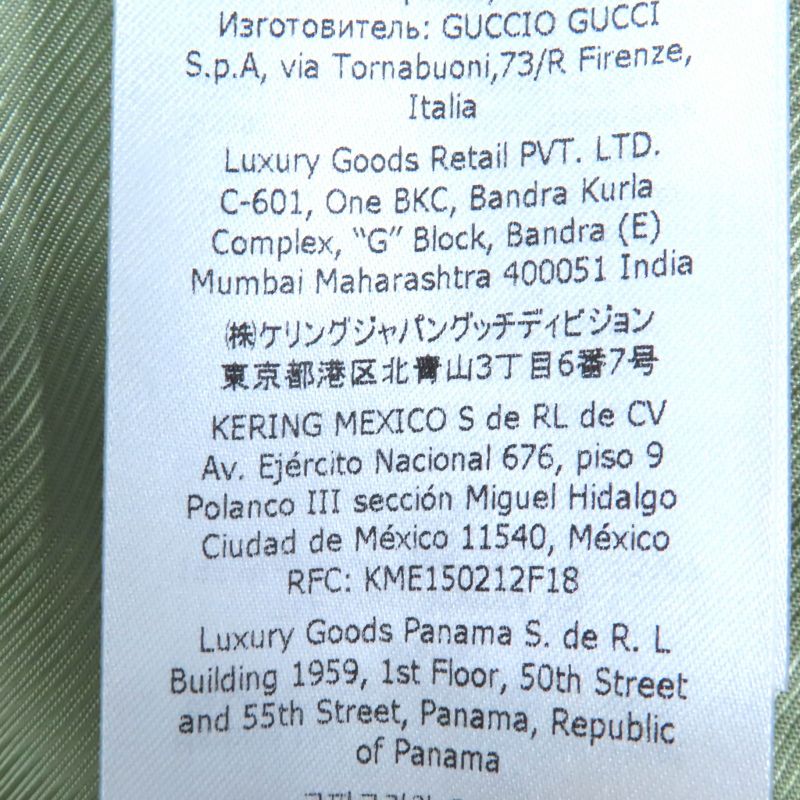 Изготовитель: GUCCIO GUCCI
S.p.A, via Tornabuoni,73/R Firenze,
Italia
Luxury Goods Retail PVT. LTD.
C-601, One BKC, Bandra Kurla
Complex, “G” Block, Bandra (E)
Mumbai Maharashtra 400051 India
㈱ケリングジャパングッチディビジョン
東京都港区北青山3丁目6番7号
KERING MEXICO S de RL de CV
Av. Ejército Nacional 676, piso 9
Polanco III sección Miguel Hidalgo
Ciudad de México 11540, México
RFC: KME150212F18
Luxury Goods Panama S. de R. L
Building 1959, 1st Floor, 50th Street
and 55th Street, Panama, Republic
of Panama